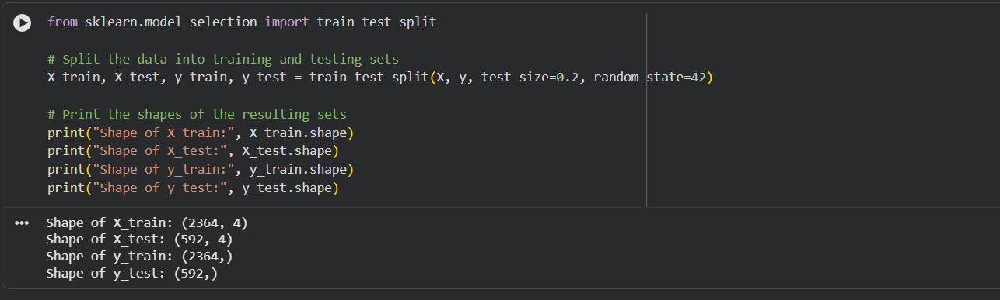 from sklearn.model_selection import train_test_split
# Split the data into training and testing sets
X_train, X_test, y_train, y_test = train_test_split(X, y, test_size=0.2, random_state=42)
# Print the shapes of the resulting sets
print("Shape of X_train:", X_train.shape)
print("Shape of X_test:", X_test.shape)
print("Shape of y_train:", y_train.shape)
print("Shape of y_test:", y_test.shape)
Shape of X_train: (2364, 4)
Shape of X_test: (592, 4)
Shape of y_train: (2364,)
Shape of y_test: (592,)